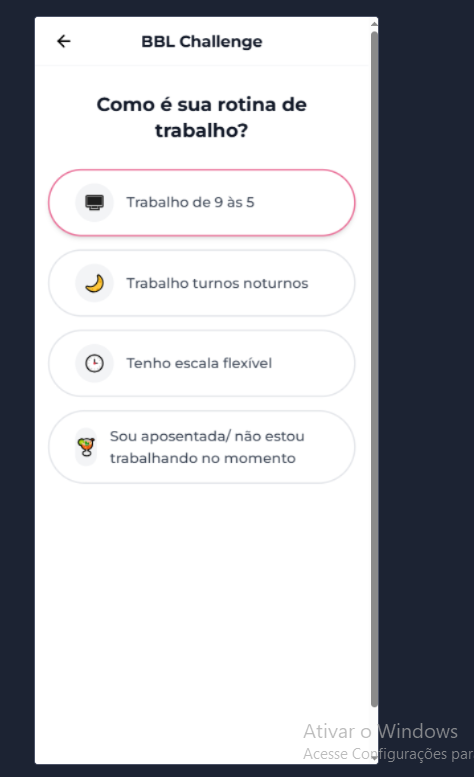 BBL Challenge
Como é sua rotina de
trabalho?
Trabalho de 9 às 5
Trabalho turnos noturnos
Tenho escala flexível
Sou aposentada/ não estou
trabalhando no momento
Ativar o Windows
Acesse Configurações par